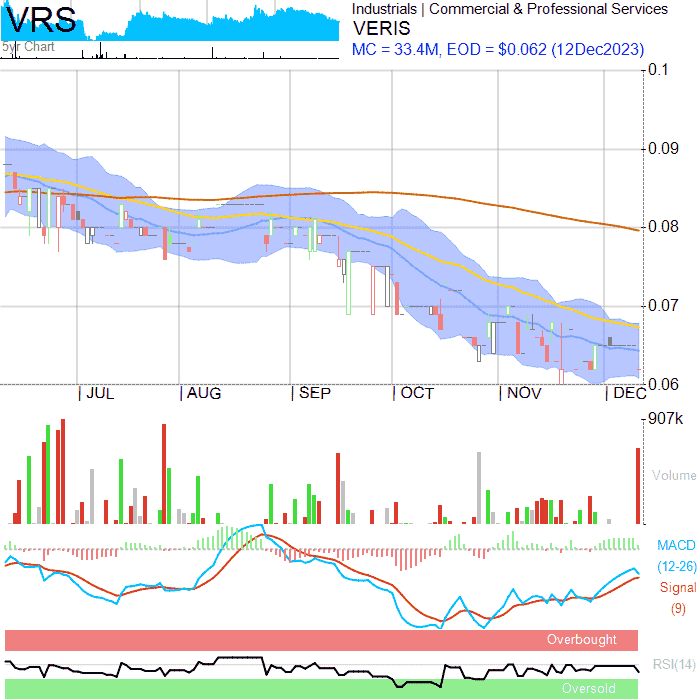 VRS
5yr Chart
Industrials | Commercial & Professional Services
VERIS
MC = 33.4M, EOD = $0.062 (12Dec2023)
0.1
0.09
0.08
0.07
0.06
| JUL | AUG | SEP | OCT | NOV | DEC
907k
Volume
MACD
(12-26)
Signal
(9)
Overbought
RSI(14)
Oversold